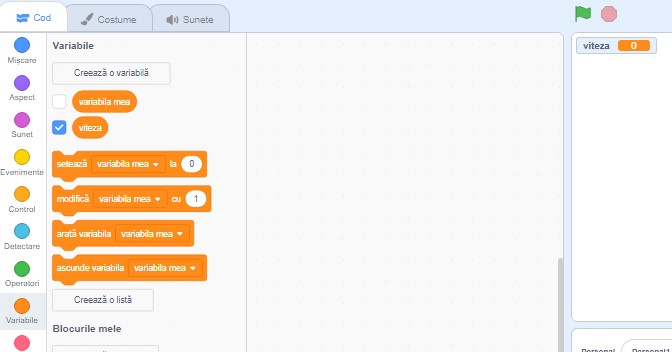 Cod
Costume
Sunete
Mișcare
Aspect
Sunet
Evenimente
Control
Detectare
Operatori
Variabile
Variabile
Creează o variabilă
variabila mea
viteza
setează variabila mea la 0
modifică variabila mea cu 1
arată variabila variabila mea
ascunde variabila variabila mea
Creează o listă
Blocurile mele
viteza 0